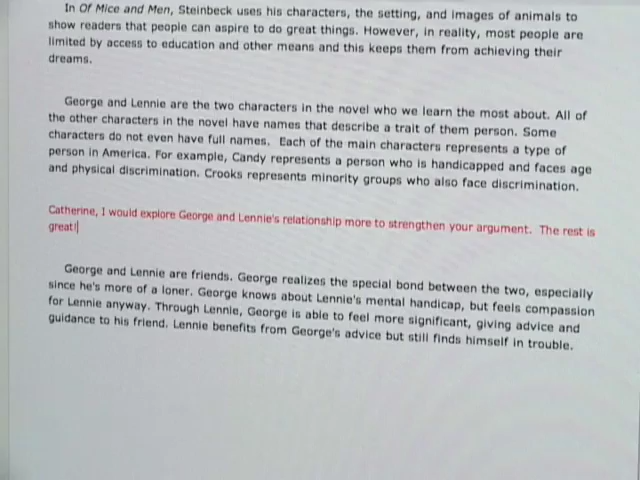 In Of Mice and Men, Steinbeck uses his characters, the setting, and images of animals to
show readers that people can aspire to do great things. However, in reality, most people are
limited by access to education and other means and this keeps them from achieving their
dreams.
George and Lennie are the two characters in the novel who we learn the most about. All of
the other characters in the novel have names that describe a trait of them person. Some
characters do not even have full names. Each of the main characters represents a type of
person in America. For example, Candy represents a person who is handicapped and faces age
and physical discrimination. Crooks represents minority groups who also face discrimination.
Catherine, I would explore George and Lennie's relationship more to strengthen your argument. The rest is
great!
George and Lennie are friends. George realizes the special bond between the two, especially
since he's more of a loner. George knows about Lennie's mental handicap, but feels compassion
for Lennie anyway. Through Lennie, George is able to feel more significant, giving advice and
guidance to his friend. Lennie benefits from George's advice but still finds himself in trouble.